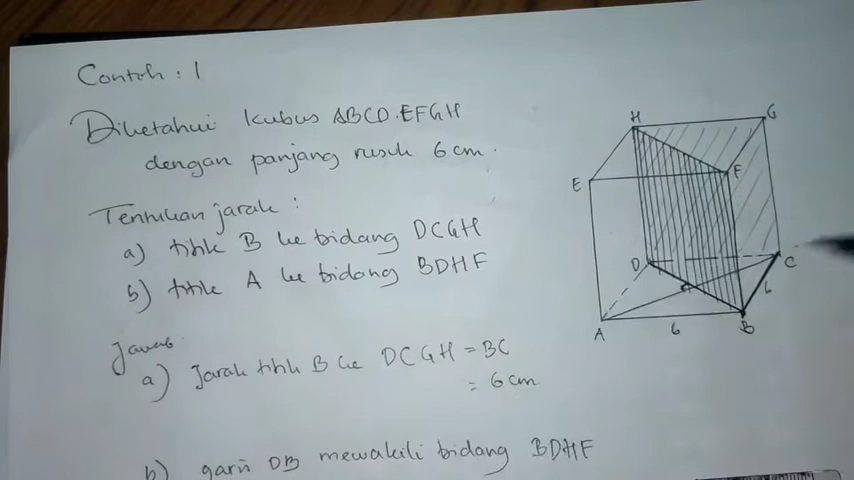 Contoh : 1
Diketahui kubus ABCD.EFGH
dengan panjang rusuk 6 cm.
Tentukan jarak :
a) titik B ke bidang DCGH
b) titik A ke bidang BDHF
Jawab:
a) Jarak titik B ke DCGH = BC
= 6 cm
b) garis DB mewakili bidang BDHF
H
G
E
F
D
C
A
B
6
6